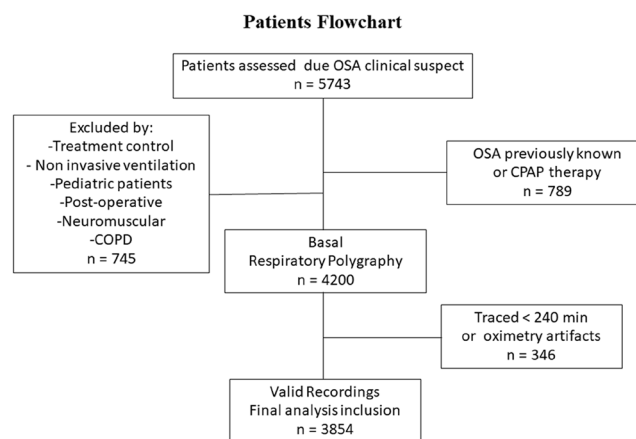 Patients Flowchart
Patients assessed due OSA clinical suspect
n = 5743
Excluded by:
-Treatment control
- Non invasive ventilation
-Pediatric patients
-Post-operative
-Neuromuscular
-COPD
n = 745
OSA previously known
or CPAP therapy
n = 789
Basal
Respiratory Polygraphy
n = 4200
Traced < 240 min
or oximetry artifacts
n = 346
Valid Recordings
Final analysis inclusion
n = 3854